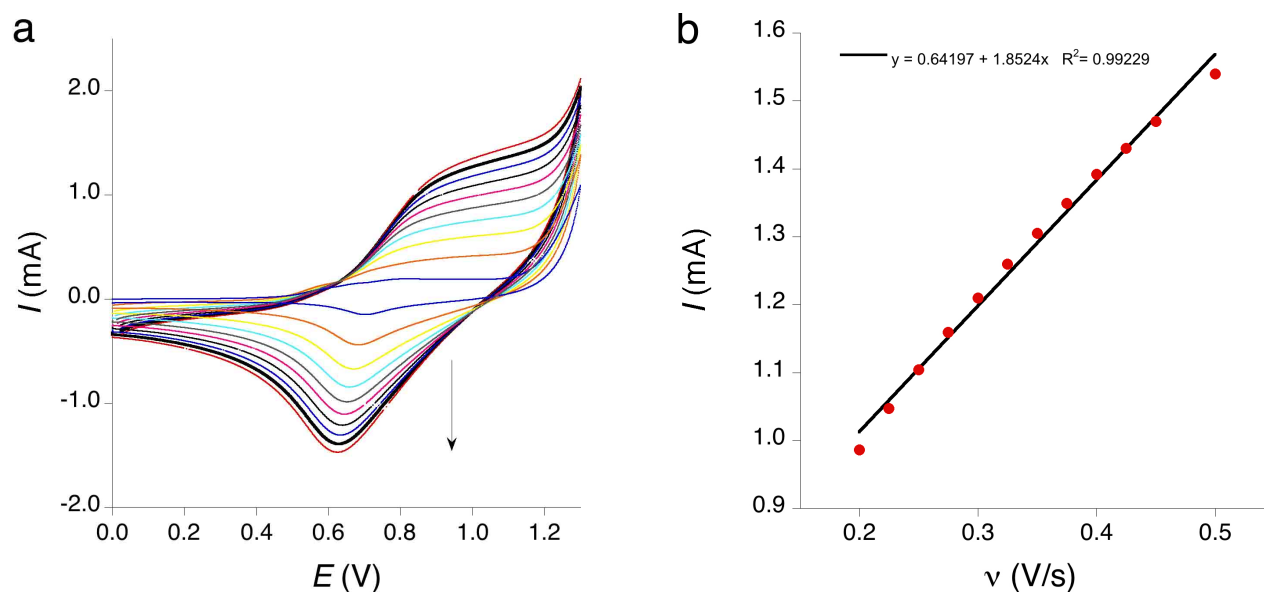 a
I (mA)
2.0
1.0
0.0
-1.0
-2.0
0.0 0.2 0.4 0.6 0.8 1.0 1.2
E (V)
b
y = 0.64197 + 1.8524x R²= 0.99229
I (mA)
1.6
1.5
1.4
1.3
1.2
1.1
1.0
0.9
0.2 0.3 0.4 0.5
ν (V/s)